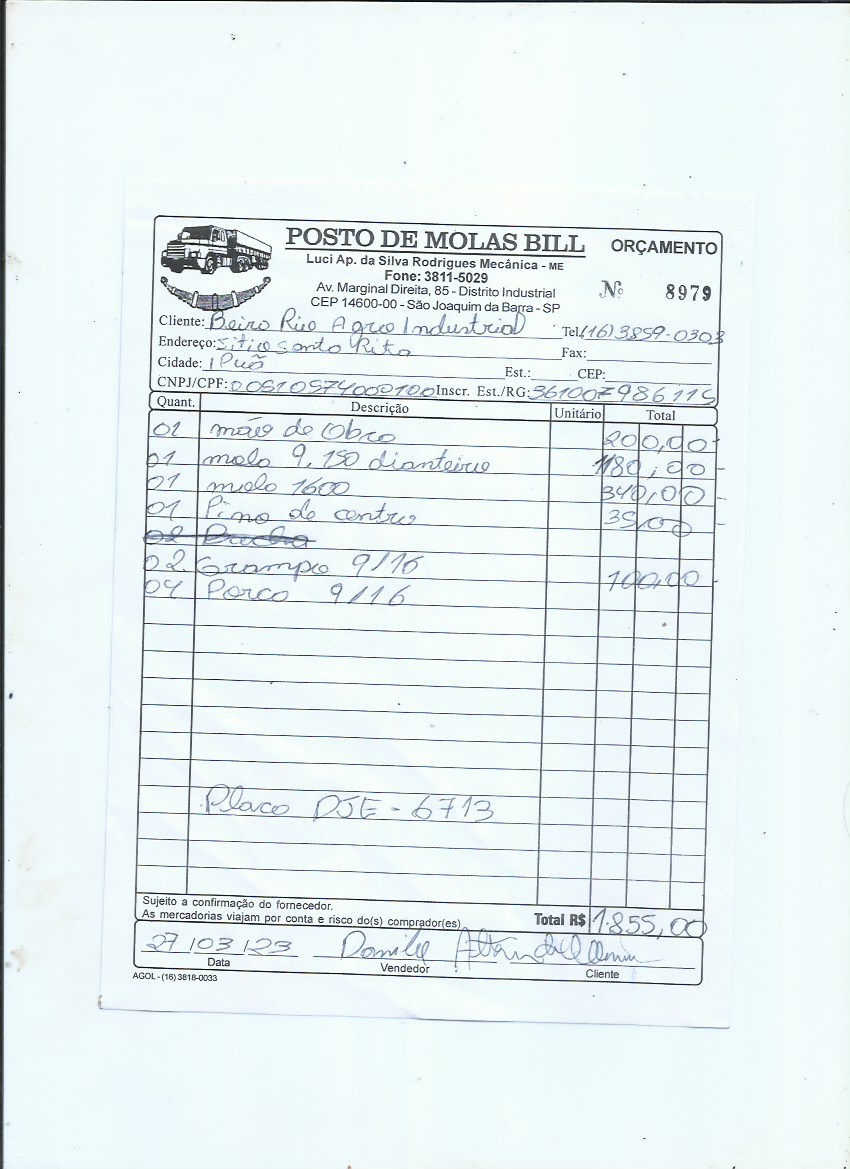 POSTO DE MOLAS BILL
ORÇAMENTO
Luci Ap. da Silva Rodrigues Mecânica - ME
Fone: 3811-5029
Av. Marginal Direita, 85 - Distrito Industrial
CEP 14600-00 - São Joaquim da Barra - SP
Nº 8979
Cliente: Beira Rio Agro Industrial Tel. (16) 3859-0303
Endereço: Sitio Santa Rita Fax:
Cidade: Ipuã Est.: CEP:
CNPJ/CPF: 00510574000100 Inscr. Est./RG: 361007986115
Quant. Descrição Unitário Total
01 mão de Obra 200,00
01 mola 9.150 dianteira 1180,00
01 mola 1600 340,00
01 Pino de centro 35,00
02 Bucha
02 Grampo 9/16 100,00
04 Porca 9/16
Placa DJE - 6713
Sujeito a confirmação do fornecedor.
As mercadorias viajam por conta e risco do(s) comprador(es)
Total R$ 1.855,00
27/03/23 Danilo
Data Vendedor Cliente
AGOL - (16) 3818-0033